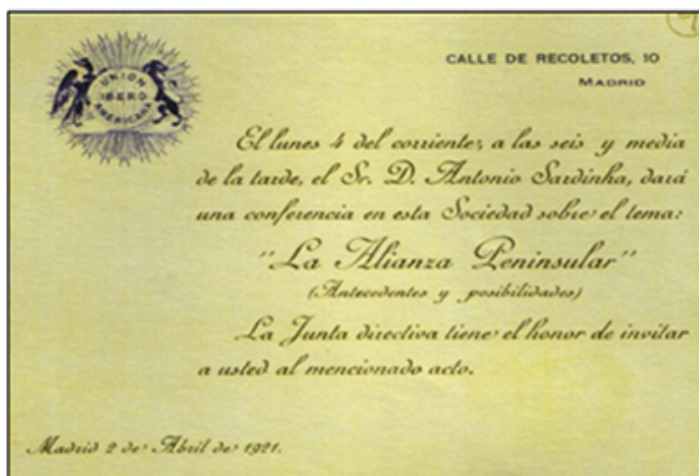 UNION
IBERO
AMERICANA
CALLE DE RECOLETOS, 10
MADRID
El lunes 4 del corriente, a las seis y media
de la tarde, el Sr. D. Antonio Sardinha, dará
una conferencia en esta Sociedad sobre el tema:
"La Alianza Peninsular"
(Antecedentes y posibilidades)
La Junta directiva tiene el honor de invitar
a usted al mencionado acto.
Madrid 2 de Abril de 1921.